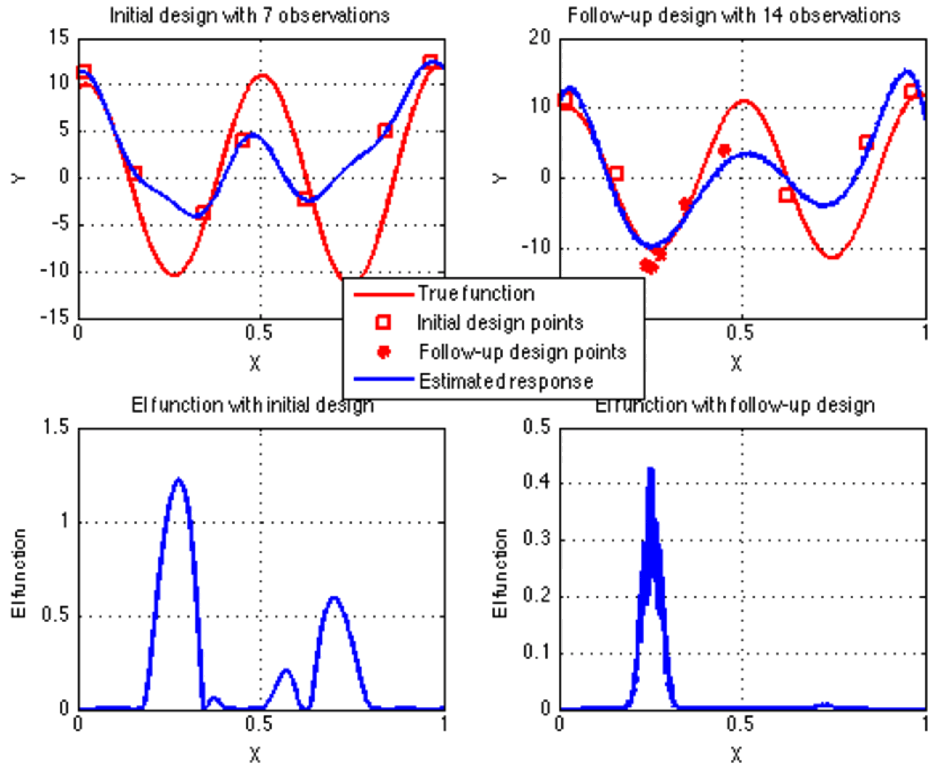 Initial design with 7 observations
15
10
5
0
-5
-10
-15
Y
0
0.5
1
X
Follow-up design with 14 observations
20
10
0
-10
Y
0
0.5
1
X
True function
Initial design points
Follow-up design points
Estimated response
EI function with initial design
1.5
1
0.5
0
EI function
0
0.5
1
X
EI function with follow-up design
0.5
0.4
0.3
0.2
0.1
0
EI function
0
0.5
1
X